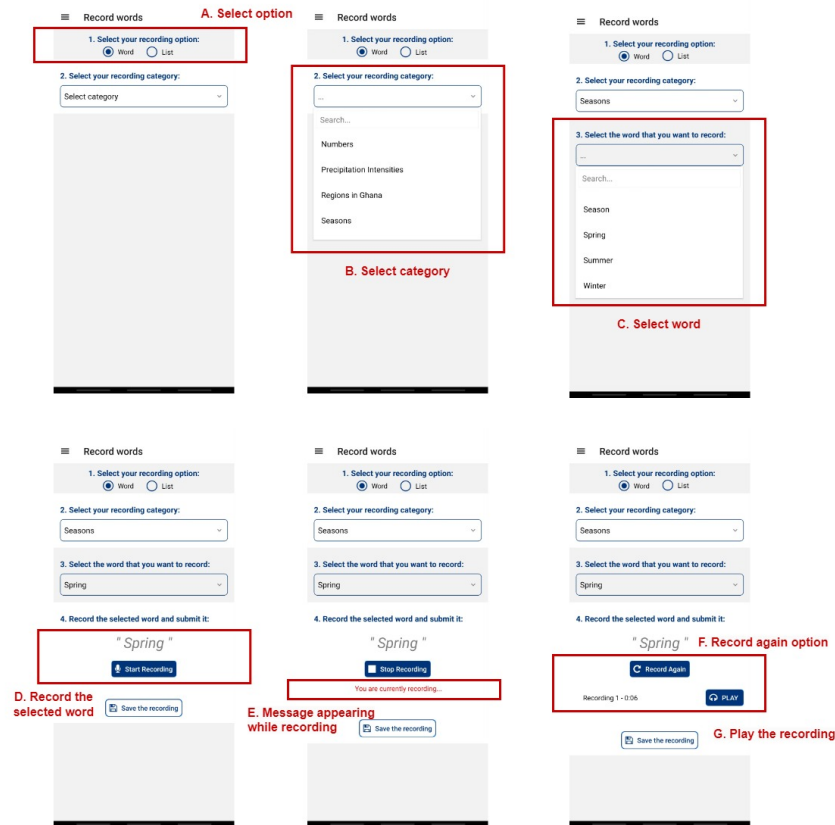 A. Select option
Record words
1. Select your recording option:
Word List
2. Select your recording category:
Select category
Record words
1. Select your recording option:
Word List
2. Select your recording category:
...
Search...
Numbers
Precipitation Intensities
Regions in Ghana
Seasons
B. Select category
Record words
1. Select your recording option:
Word List
2. Select your recording category:
Seasons
3. Select the word that you want to record:
...
Search...
Season
Spring
Summer
Winter
C. Select word
Record words
1. Select your recording option:
Word List
2. Select your recording category:
Seasons
3. Select the word that you want to record:
Spring
4. Record the selected word and submit it:
" Spring "
Start Recording
D. Record the
selected word
Save the recording
Record words
1. Select your recording option:
Word List
2. Select your recording category:
Seasons
3. Select the word that you want to record:
Spring
4. Record the selected word and submit it:
" Spring "
Stop Recording
You are currently recording...
E. Message appearing
while recording
Save the recording
Record words
1. Select your recording option:
Word List
2. Select your recording category:
Seasons
3. Select the word that you want to record:
Spring
4. Record the selected word and submit it:
" Spring "
F. Record again option
Record Again
Recording 1 - 0:06
PLAY
G. Play the recording
Save the recording